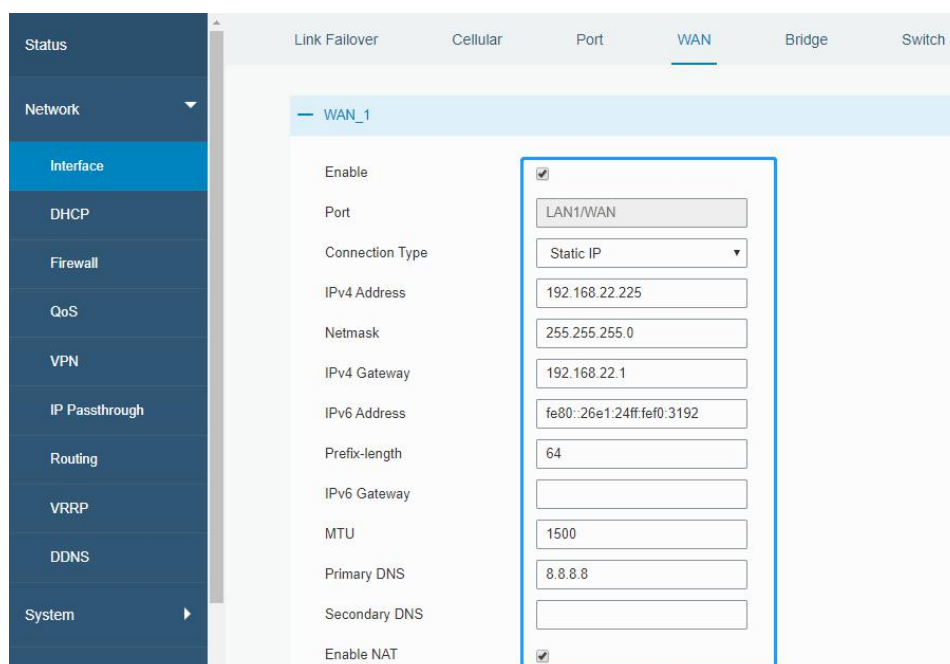 Status
Network
Interface
DHCP
Firewall
QoS
VPN
IP Passthrough
Routing
VRRP
DDNS
System
Link Failover Cellular Port WAN Bridge Switch
WAN_1
Enable
Port LAN1/WAN
Connection Type Static IP
IPv4 Address 192.168.22.225
Netmask 255.255.255.0
IPv4 Gateway 192.168.22.1
IPv6 Address fe80::26e1:24ff:fef0:3192
Prefix-length 64
IPv6 Gateway
MTU 1500
Primary DNS 8.8.8.8
Secondary DNS
Enable NAT